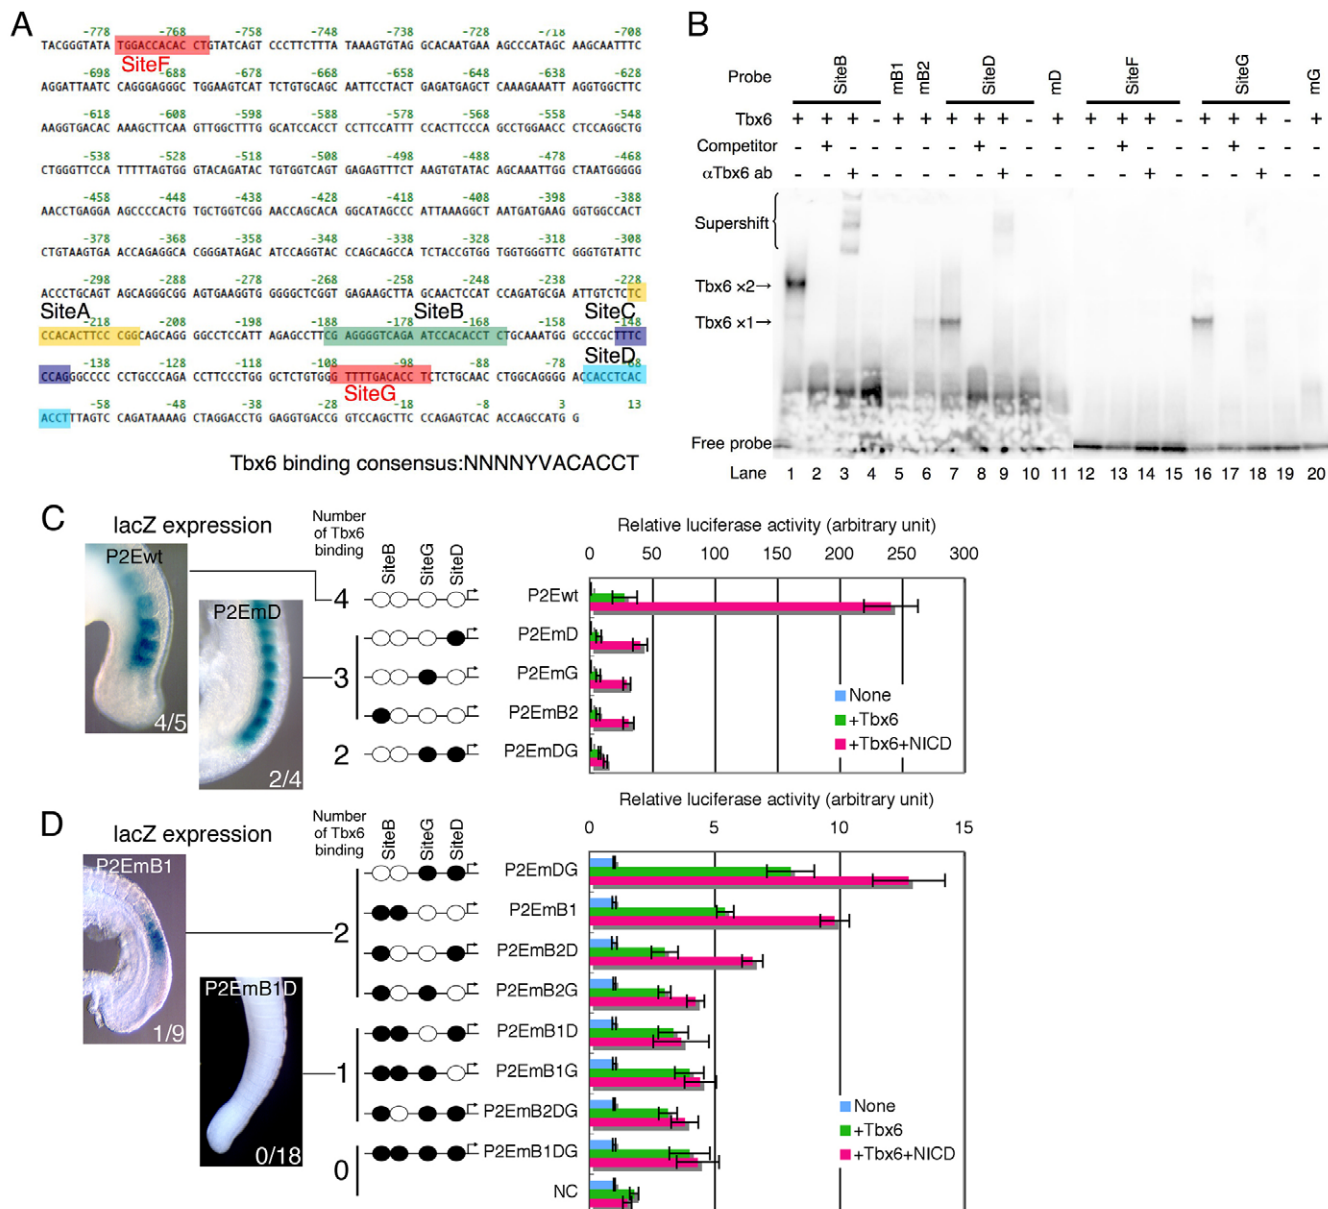 A
-778 -768 -758 -748 -738 -728 -718 -708
TACGGGTATA TGGACCACAC CTGTATCAGT CCCTTCTTTA TAAAGTGTAG GCACAATGAA AGCCCATAGC AAGCAATTTC
SiteF
-698 -688 -678 -668 -658 -648 -638 -628
AGGATTAATC CAGGGAGGGC TGGAAGTCAT TCTGTGCAGC AATTCCTACT GAGATGAGCT CAAAGAAATT AGGTGGCTTC
-618 -608 -598 -588 -578 -568 -558 -548
AAGGTGACAC AAAGCTTCAA GTTGGCTTTG GCATCCACCT CCTTCCATTT CCACTTCCCA GCCTGGAACC CTCCAGGCTG
-538 -528 -518 -508 -498 -488 -478 -468
CTGGGTTCCA TTTTTAGTGG GTACAGATAC TGTGGTCAGT GAGAGTTTCT AAGTGTATAC AGCAAATTGG CTAATGGGGG
-458 -448 -438 -428 -418 -408 -398 -388
AACCTGAGGA AGCCCCACTG TGCTGGTCGG AACCAGCACA GGCATAGCCC ATTAAAGGCT AATGATGAAG GGTGGCCACT
-378 -368 -358 -348 -338 -328 -318 -308
CTGTAAGTGA ACCAGAGGCA CGGGATAGAC ATCCAGGTAC CCAGCAGCCA TCTACCGTGG TGGTGGGTTC GGGTGTATTC
-298 -288 -278 -268 -258 -248 -238 -228
ACCCTGCAGT AGCAGGGCGG AGTGAAGGTG GGGGCTCGGT GAGAAGCTTA GCAACTCCAT CCAGATGCGA ATTGTCTCTC
SiteA SiteB SiteC
-218 -208 -198 -188 -178 -168 -158 -148
CCACACTTCC CCGGCAGCAG GGCCTCCATT AGAGCCTTCG AGGGGTCAGA ATCCACACCT CTGCAAATGG GCCCGCTTTC
SiteD
-138 -128 -118 -108 -98 -88 -78 -68
CCAGGGCCCC CCTGCCCAGA CCTTCCCTGG GCTCTGTGGG GTTTTGACACC TCTCTGCAAC CTGGCAGGGG ACCACCTCAC
SiteG
-58 -48 -38 -28 -18 -8 3 13
ACCTTTAGTC CAGATAAAAG CTAGGACCTG GAGGTGACCG GTCCAGCTTC CCAGAGTCAC ACCAGCCATG G
Tbx6 binding consensus:NNNNYVACACCT
B
Probe SiteB mB1 mB2 SiteD mD SiteF SiteG mG
Tbx6 + + + - + + + + + - + + + + - + + + - +
Competitor - + - - - - - + - - - - + - - - + - - -
αTbx6 ab - - + - - - - - + - - - - + - - - + - -
Supershift
Tbx6 ×2→
Tbx6 ×1→
Free probe
Lane 1 2 3 4 5 6 7 8 9 10 11 12 13 14 15 16 17 18 19 20
C
lacZ expression
P2Ewt
4/5
P2EmD
2/4
Number of Tbx6 binding
SiteB SiteG SiteD
4
3
2
Relative luciferase activity (arbitrary unit)
0 50 100 150 200 250 300
P2Ewt
P2EmD
P2EmG
P2EmB2
P2EmDG
None
+Tbx6
+Tbx6+NICD
D
lacZ expression
P2EmB1
1/9
P2EmB1D
0/18
Number of Tbx6 binding
SiteB SiteG SiteD
2
1
0
Relative luciferase activity (arbitrary unit)
0 5 10 15
P2EmDG
P2EmB1
P2EmB2D
P2EmB2G
P2EmB1D
P2EmB1G
P2EmB2DG
P2EmB1DG
NC
None
+Tbx6
+Tbx6+NICD